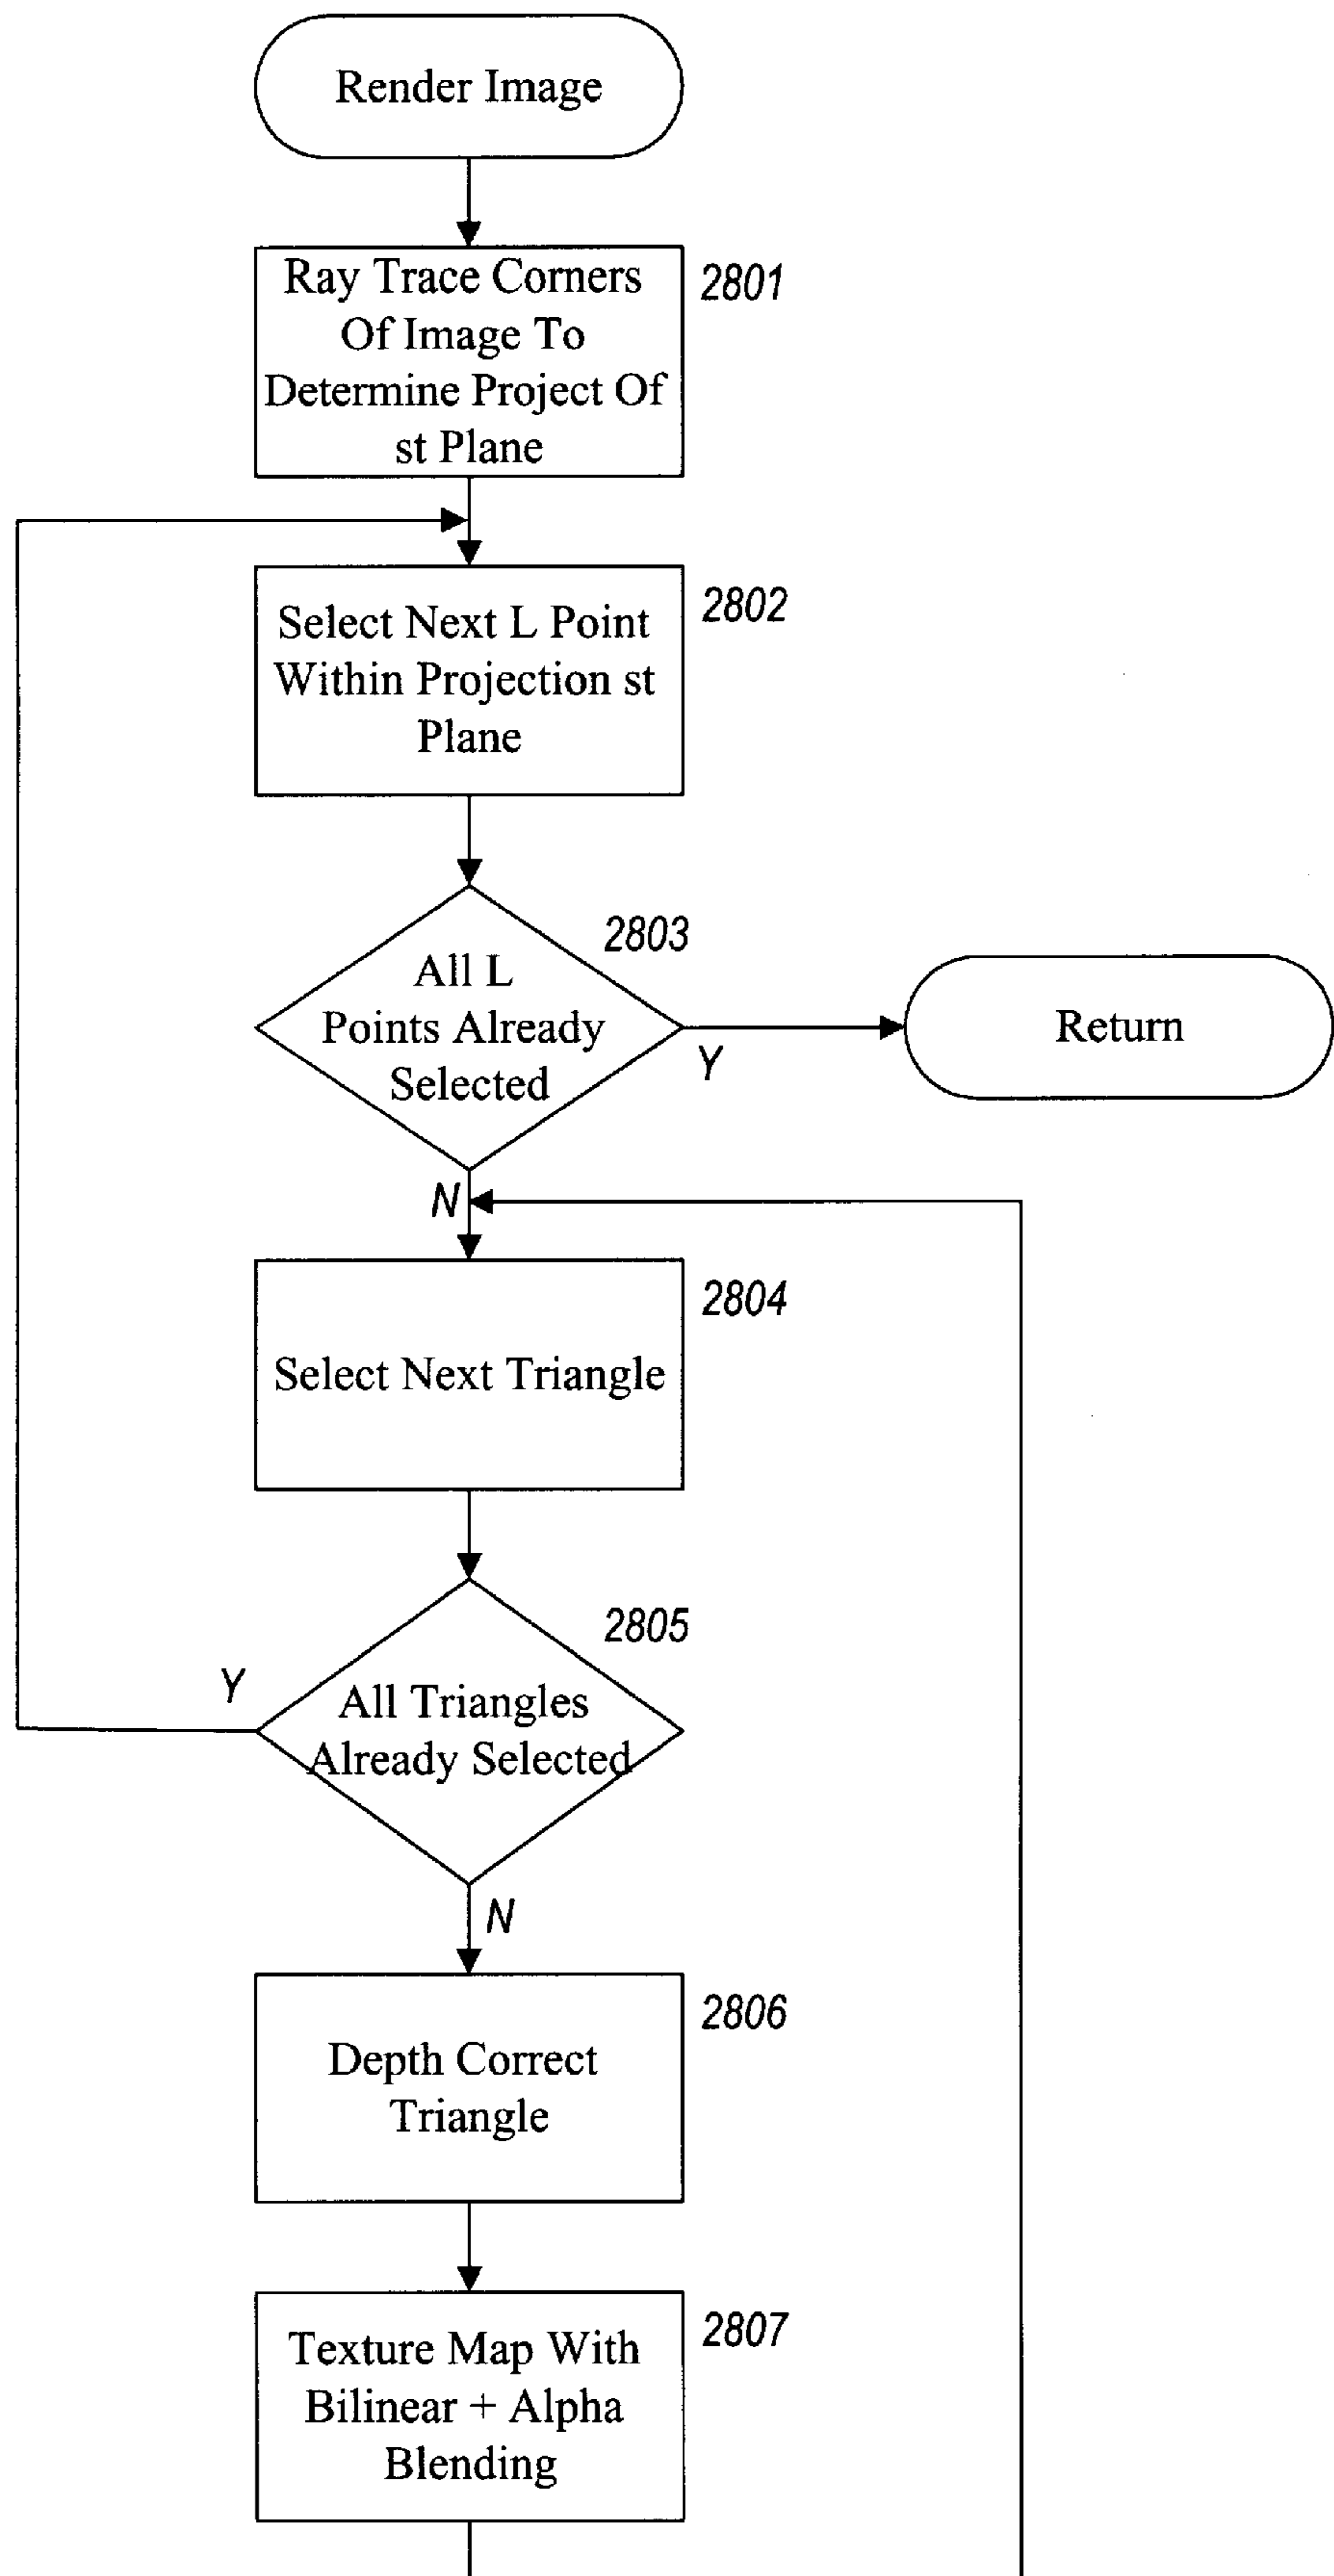 Render Image
Ray Trace Corners
Of Image To
Determine Project Of
st Plane
2801
Select Next L Point
Within Projection st
Plane
2802
All L
Points Already
Selected
2803
Y
Return
N
Select Next Triangle
2804
All Triangles
Already Selected
2805
Y
N
Depth Correct
Triangle
2806
Texture Map With
Bilinear + Alpha
Blending
2807